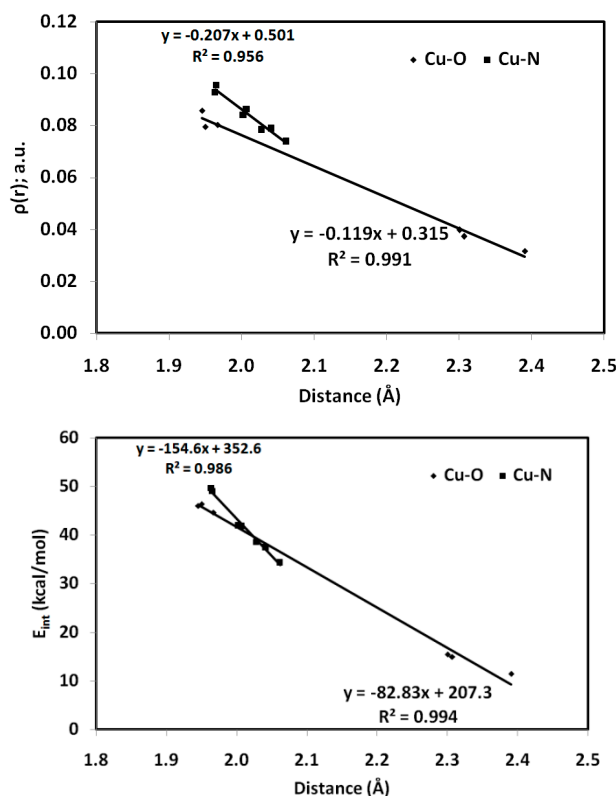 y = -0.207x + 0.501
R² = 0.956
Cu-O
Cu-N
0.12
0.10
0.08
0.06
0.04
0.02
0.00
ρ(r); a.u.
y = -0.119x + 0.315
R² = 0.991
1.8 1.9 2.0 2.1 2.2 2.3 2.4 2.5
Distance (Å)
y = -154.6x + 352.6
R² = 0.986
Cu-O
Cu-N
60
50
40
30
20
10
0
E_int (kcal/mol)
y = -82.83x + 207.3
R² = 0.994
1.8 1.9 2.0 2.1 2.2 2.3 2.4 2.5
Distance (Å)